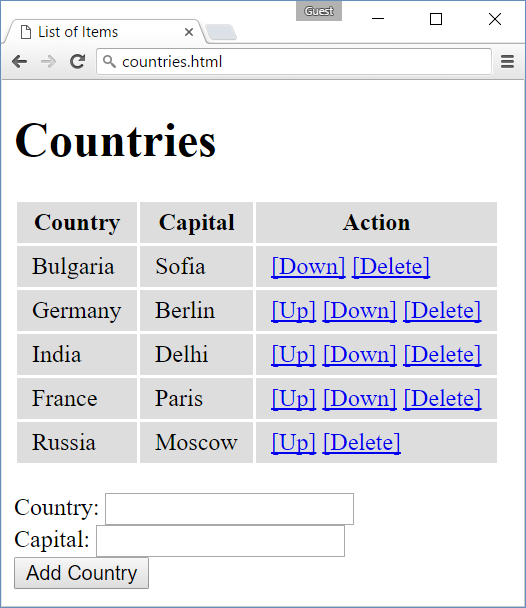 Guest
List of Items
countries.html
Countries
Country Capital Action
Bulgaria Sofia [Down] [Delete]
Germany Berlin [Up] [Down] [Delete]
India Delhi [Up] [Down] [Delete]
France Paris [Up] [Down] [Delete]
Russia Moscow [Up] [Delete]
Country:
Capital:
Add Country